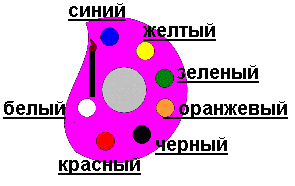 синий
желтый
зеленый
белый
оранжевый
черный
красный